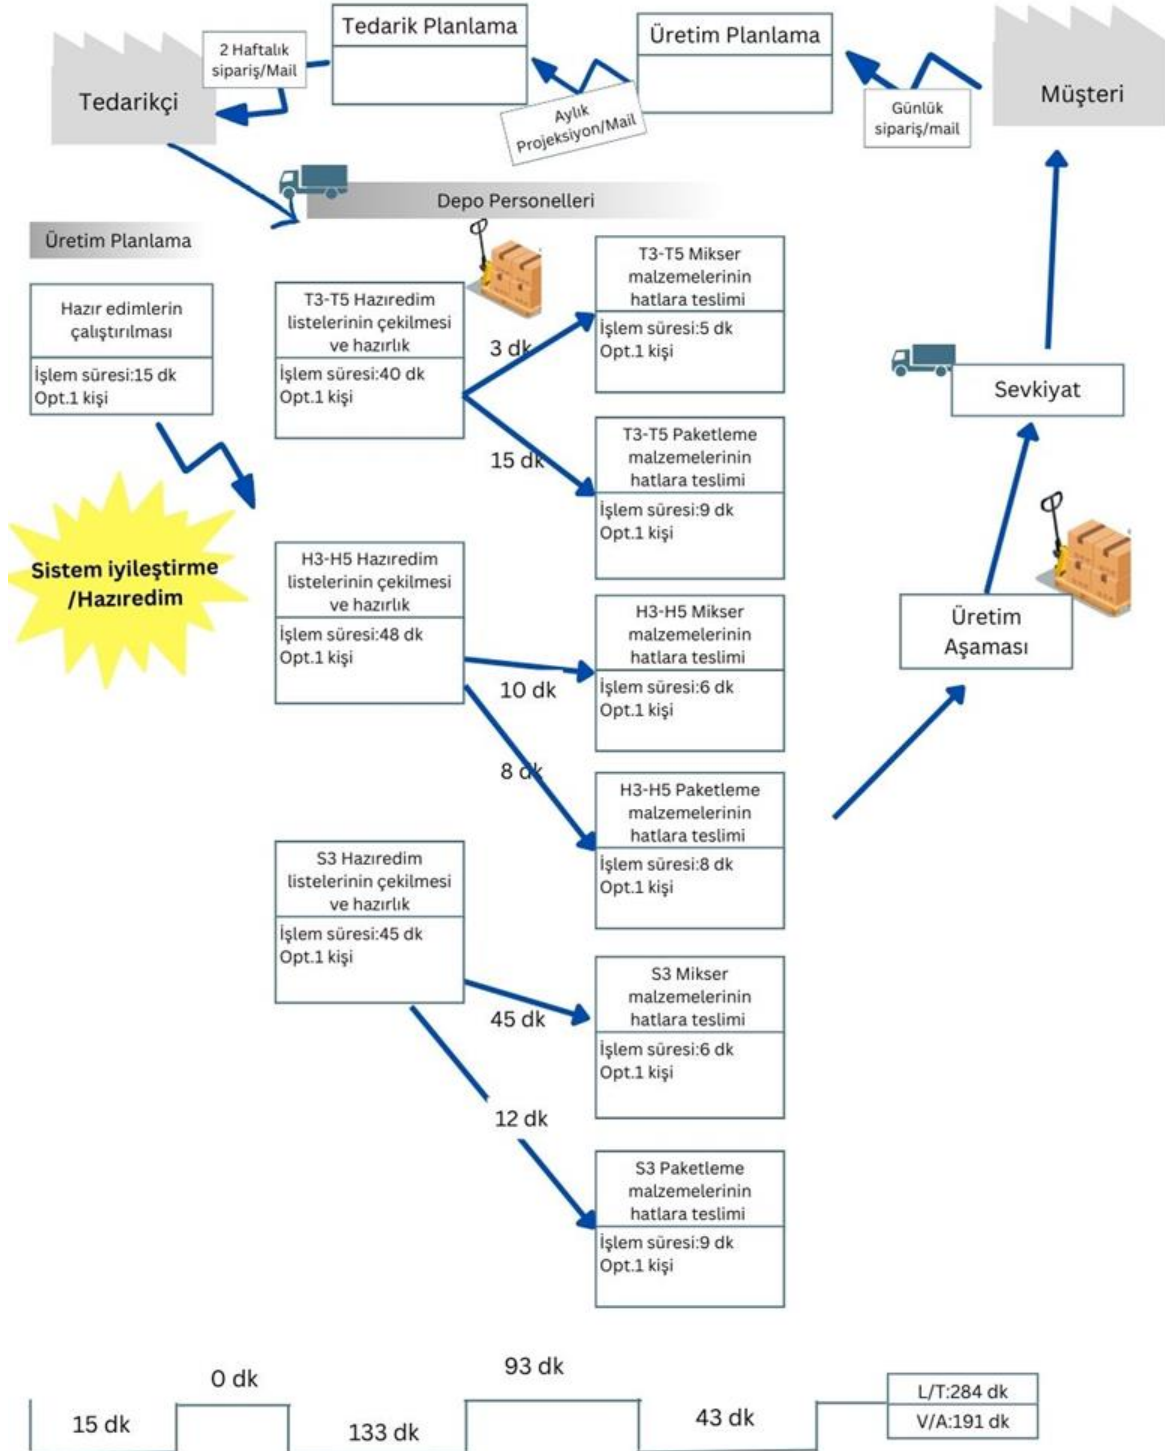 Tedarikçi
2 Haftalık
sipariş/Mail
Tedarik Planlama
Aylık
Projeksiyon/Mail
Üretim Planlama
Günlük
sipariş/mail
Müşteri
Depo Personelleri
Üretim Planlama
Hazır edimlerin
çalıştırılması
İşlem süresi:15 dk
Opt.1 kişi
Sistem iyileştirme
/Hazıredim
T3-T5 Hazıredim
listelerinin çekilmesi
ve hazırlık
İşlem süresi:40 dk
Opt.1 kişi
3 dk
15 dk
T3-T5 Mikser
malzemelerinin
hatlara teslimi
İşlem süresi:5 dk
Opt.1 kişi
T3-T5 Paketleme
malzemelerinin
hatlara teslimi
İşlem süresi:9 dk
Opt.1 kişi
H3-H5 Hazıredim
listelerinin çekilmesi
ve hazırlık
İşlem süresi:48 dk
Opt.1 kişi
10 dk
8 dk
H3-H5 Mikser
malzemelerinin
hatlara teslimi
İşlem süresi:6 dk
Opt.1 kişi
H3-H5 Paketleme
malzemelerinin
hatlara teslimi
İşlem süresi:8 dk
Opt.1 kişi
S3 Hazıredim
listelerinin çekilmesi
ve hazırlık
İşlem süresi:45 dk
Opt.1 kişi
45 dk
12 dk
S3 Mikser
malzemelerinin
hatlara teslimi
İşlem süresi:6 dk
Opt.1 kişi
S3 Paketleme
malzemelerinin
hatlara teslimi
İşlem süresi:9 dk
Opt.1 kişi
Sevkiyat
Üretim
Aşaması
15 dk
0 dk
133 dk
93 dk
43 dk
L/T:284 dk
V/A:191 dk